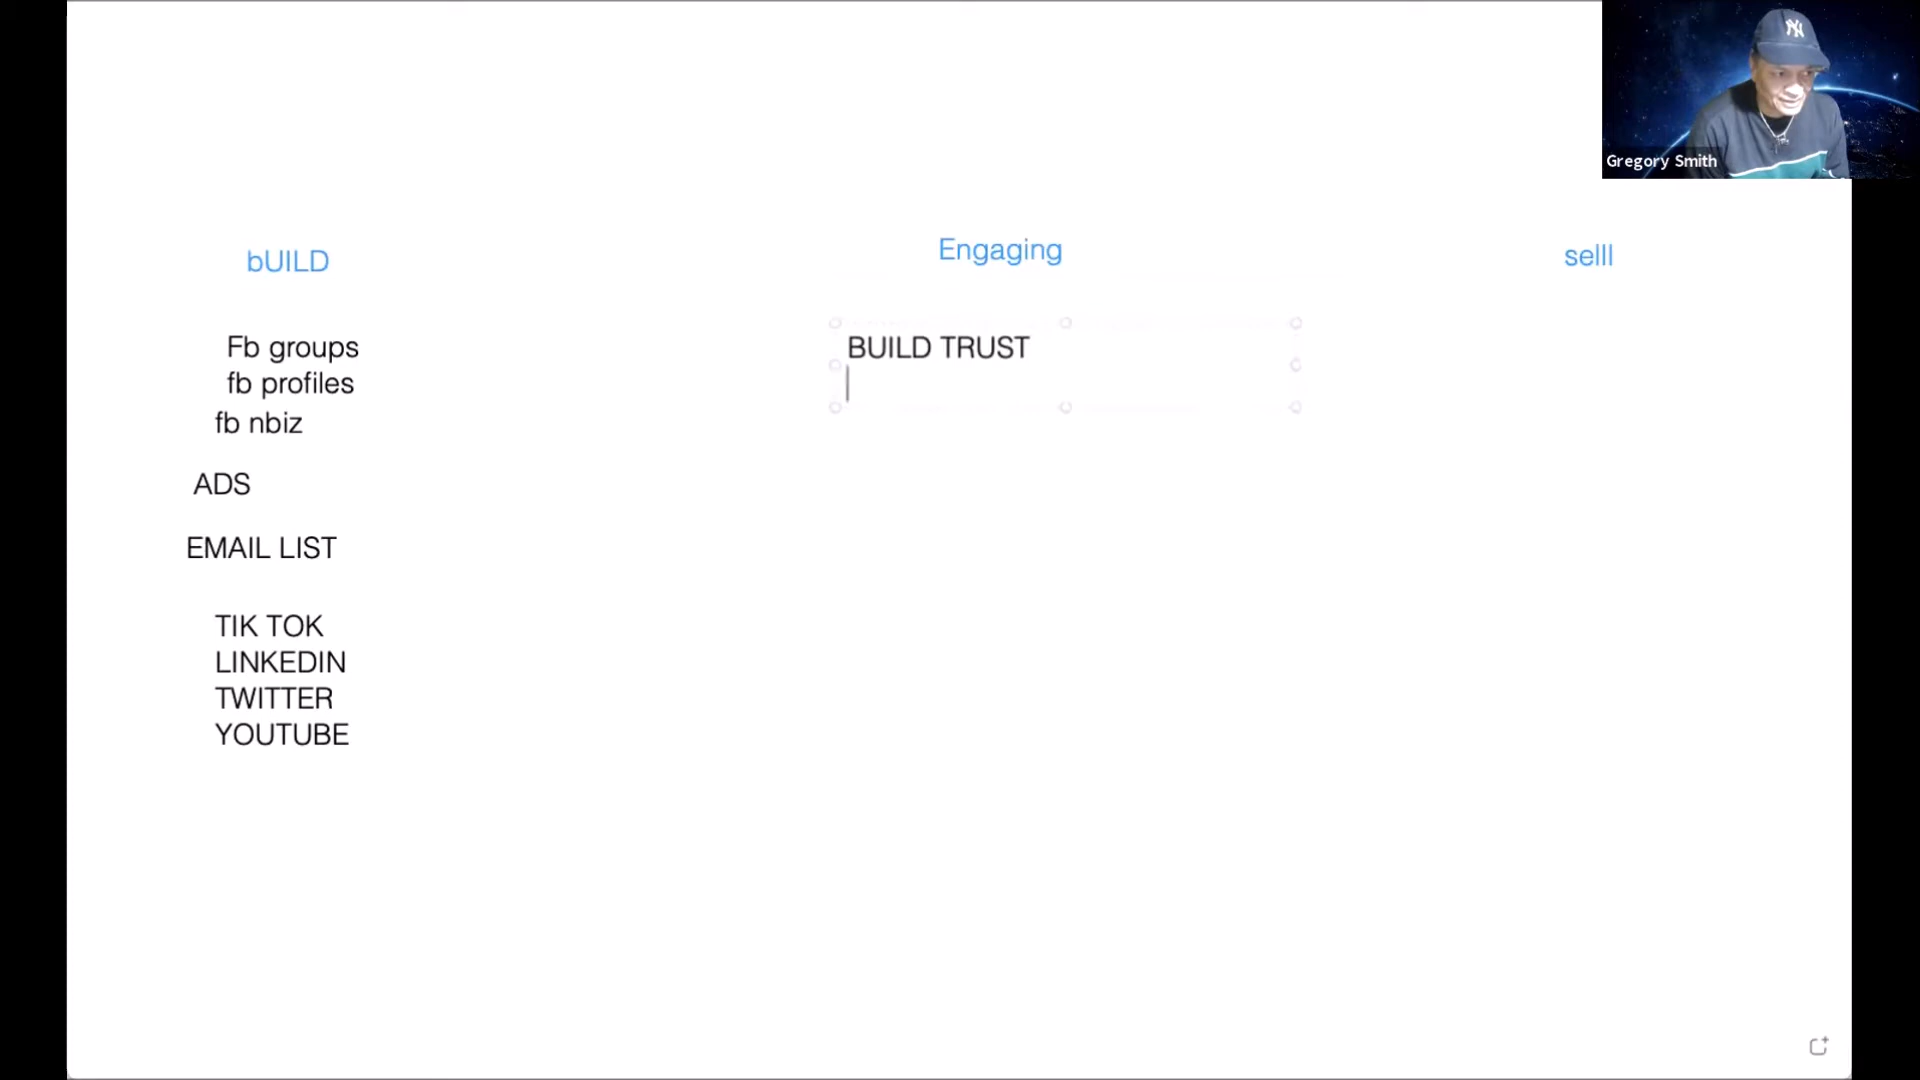 NY
Gregory Smith
bUILD
Engaging
selll
Fb groups
fb profiles
fb nbiz
ADS
EMAIL LIST
TIK TOK
LINKEDIN
TWITTER
YOUTUBE
BUILD TRUST